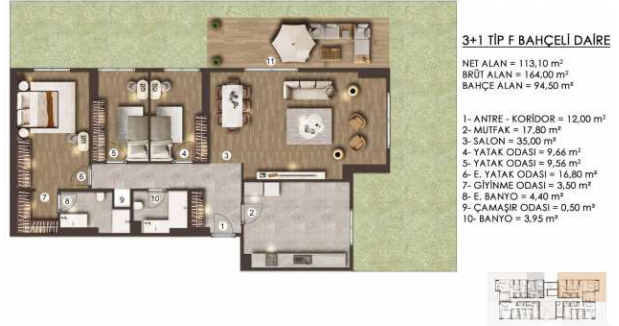 3+1 TİP F BAHÇELİ DAİRE
NET ALAN = 113,10 m²
BRÜT ALAN = 164,00 m²
BAHÇE ALAN = 94,50 m²
1- ANTRE - KORİDOR = 12,00 m²
2- MUTFAK = 17,80 m²
3- SALON = 35,00 m²
4- YATAK ODASI = 9,66 m²
5- YATAK ODASI = 9,56 m²
6- E. YATAK ODASI = 16,80 m²
7- GİYİNME ODASI = 3,50 m²
8- E. BANYO = 4,40 m²
9- ÇAMAŞIR ODASI = 0,50 m²
10- BANYO = 3,95 m²
11
5
4
3
6
7
8
9
10
2
1